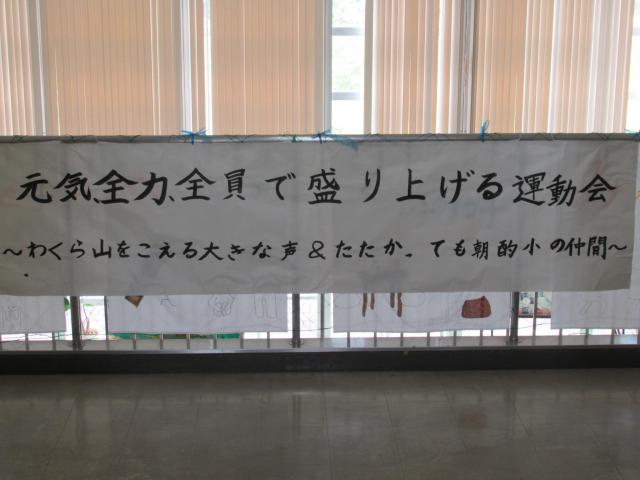 元気、全力、全員で盛り上げる運動会
～わくら山をこえる大きな声＆たたかっても朝酌小の仲間～